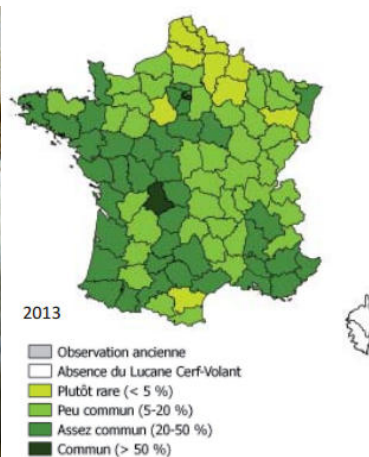 2013
Observation ancienne
Absence du Lucane Cerf-Volant
Plutôt rare (< 5 %)
Peu commun (5-20 %)
Assez commun (20-50 %)
Commun (> 50 %)